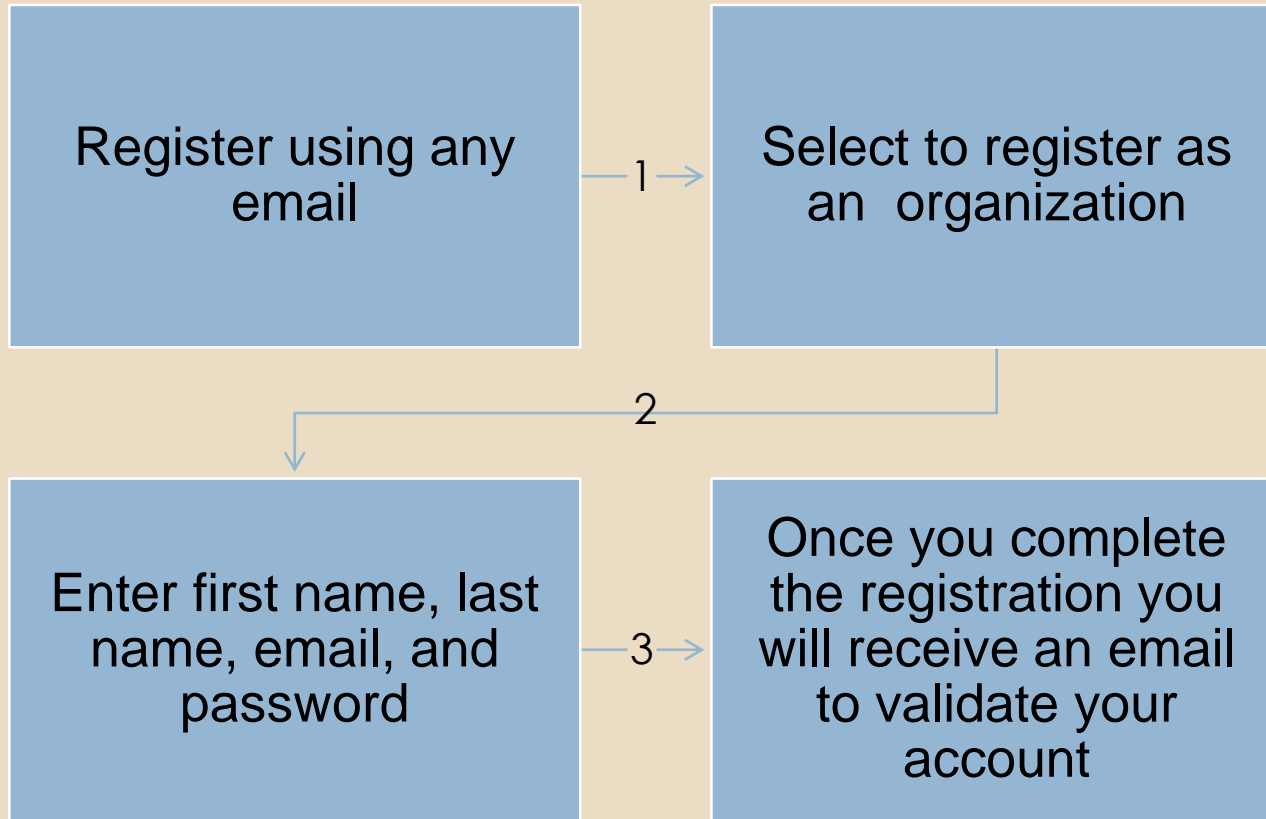 Register using any
email
1
Select to register as
an  organization
2
Enter first name, last
name, email, and
password
3
Once you complete
the registration you
will receive an email
to validate your
account